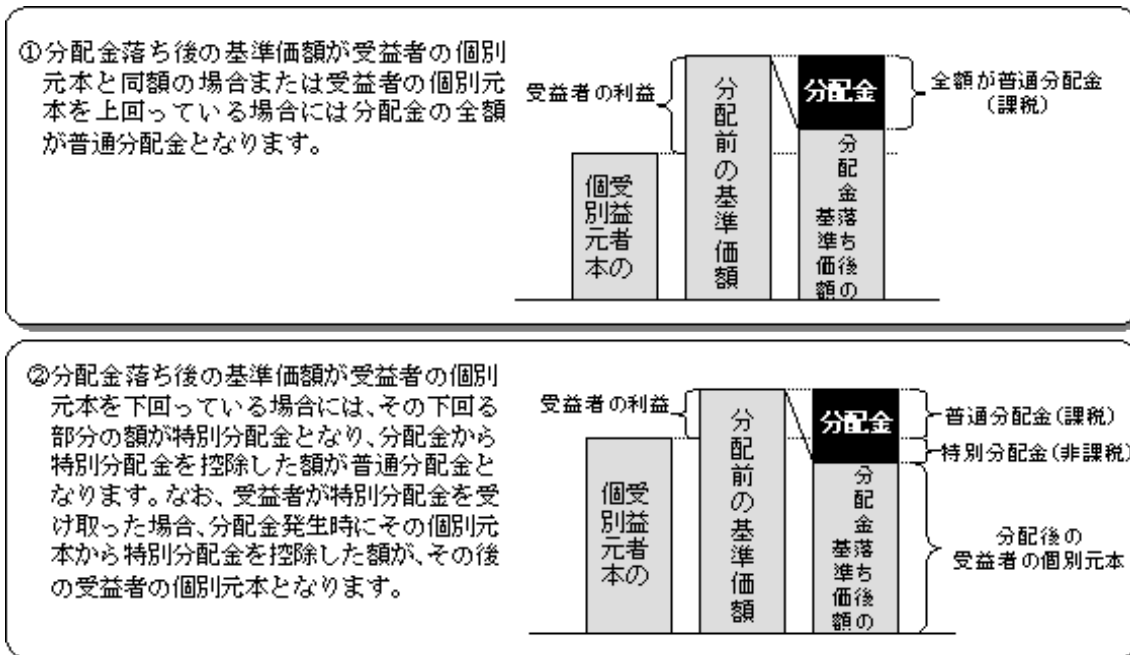 ①分配金落ち後の基準価額が受益者の個別
元本と同額の場合または受益者の個別元
本を上回っている場合には分配金の全額
が普通分配金となります。
受益者の利益
受益者の
個別元本
分配前の基準価額
分配金
分配金落ち後の
基準価額
全額が普通分配金
(課税)
②分配金落ち後の基準価額が受益者の個別
元本を下回っている場合には、その下回る
部分の額が特別分配金となり、分配金から
特別分配金を控除した額が普通分配金と
なります。なお、受益者が特別分配金を受
け取った場合、分配金発生時にその個別元
本から特別分配金を控除した額が、その後
の受益者の個別元本となります。
受益者の利益
受益者の
個別元本
分配前の基準価額
分配金
分配金落ち後の
基準価額
普通分配金(課税)
特別分配金(非課税)
分配後の
受益者の個別元本